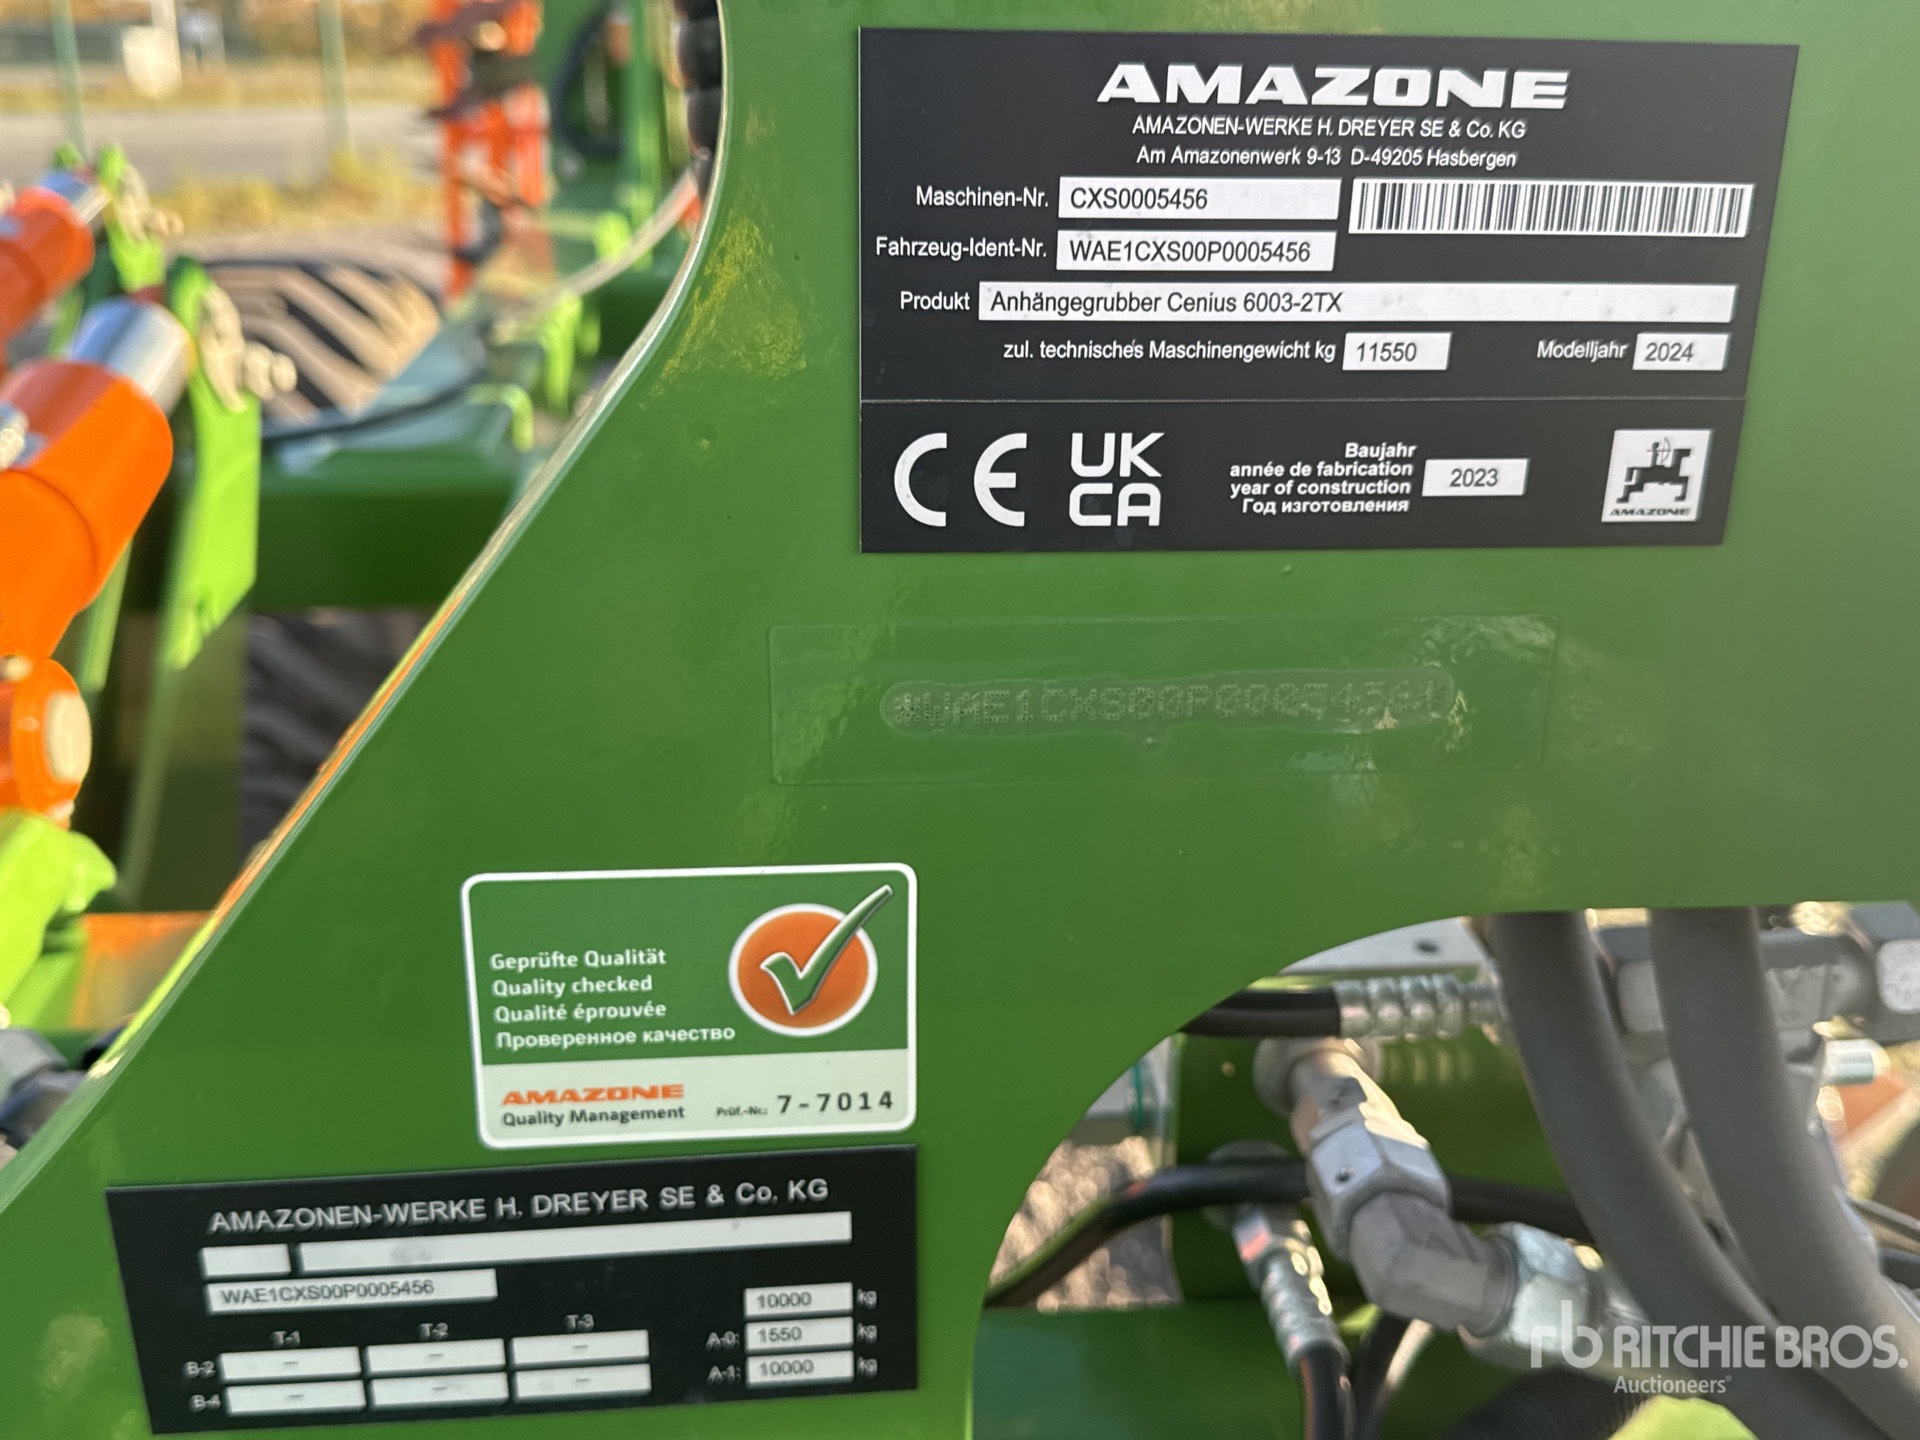 AMAZONE
AMAZONEN-WERKE H. DREYER SE & Co. KG
Am Amazonenwerk 9-13 D-49205 Hasbergen
Maschinen-Nr. CXS0005456
Fahrzeug-Ident-Nr. WAE1CXS00P0005456
Produkt Anhängegrubber Cenius 6003-2TX
zul. technisches Maschinengewicht kg 11550 Modelljahr 2024
CE UK CA
Baujahr
année de fabrication
year of construction 2023
Год изготовления
AMAZONE
*WAE1CXS00P0005456*
Geprüfte Qualität
Quality checked
Qualité éprouvée
Проверенное качество
AMAZONE
Quality Management Prüf.-Nr.: 7-7014
AMAZONEN-WERKE H. DREYER SE & Co. KG
WAE1CXS00P0005456
10000 kg
T-1 T-2 T-3
A-0: 1550 kg
B-2 - - -
A-1: 10000 kg
B-4 - - -
rb RITCHIE BROS.
Auctioneers